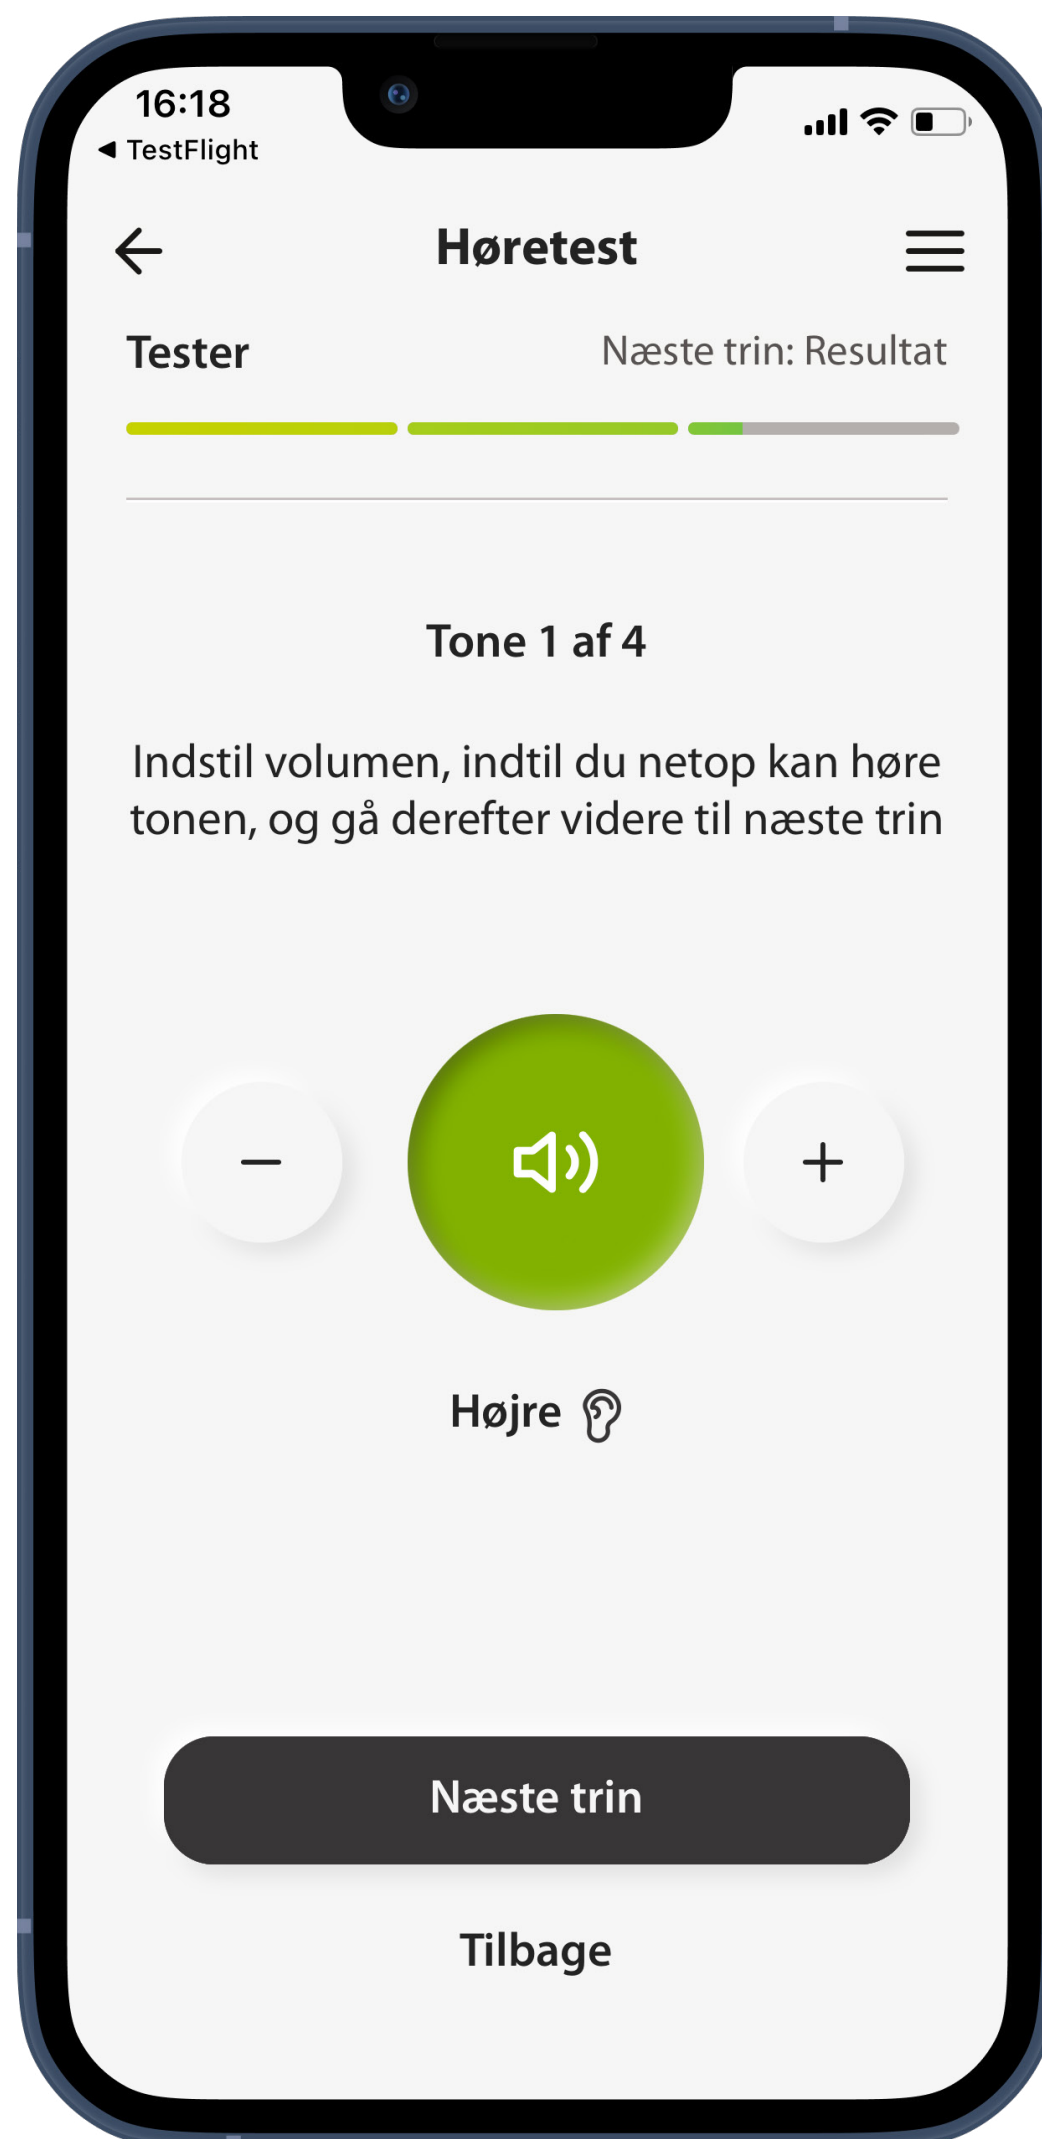 16:18
◀ TestFlight
Høretest
Tester
Næste trin: Resultat
Tone 1 af 4
Indstil volumen, indtil du netop kan høre
tonen, og gå derefter videre til næste trin
Højre
Næste trin
Tilbage